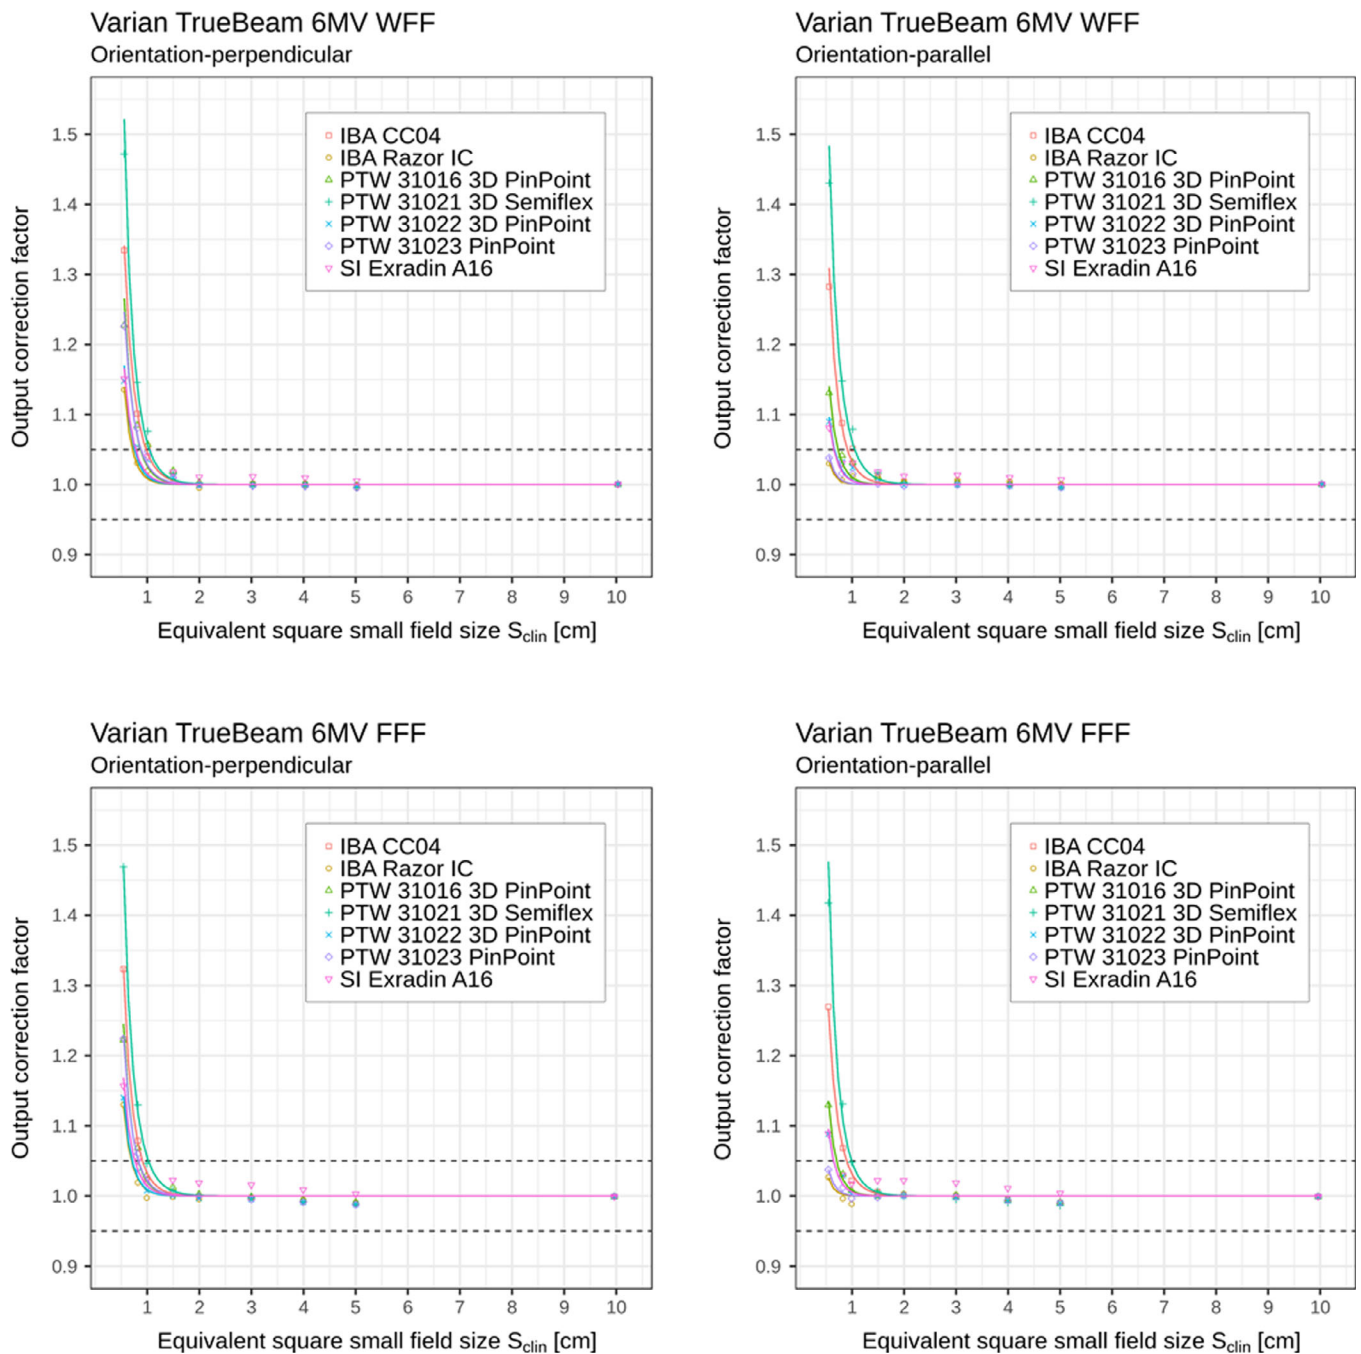 Varian TrueBeam 6MV WFF
Orientation-perpendicular
Output correction factor
1.5
1.4
1.3
1.2
1.1
1.0
0.9
IBA CC04
IBA Razor IC
PTW 31016 3D PinPoint
PTW 31021 3D Semiflex
PTW 31022 3D PinPoint
PTW 31023 PinPoint
SI Exradin A16
1 2 3 4 5 6 7 8 9 10
Equivalent square small field size Sclin [cm]
Varian TrueBeam 6MV WFF
Orientation-parallel
Output correction factor
1.5
1.4
1.3
1.2
1.1
1.0
0.9
IBA CC04
IBA Razor IC
PTW 31016 3D PinPoint
PTW 31021 3D Semiflex
PTW 31022 3D PinPoint
PTW 31023 PinPoint
SI Exradin A16
1 2 3 4 5 6 7 8 9 10
Equivalent square small field size Sclin [cm]
Varian TrueBeam 6MV FFF
Orientation-perpendicular
Output correction factor
1.5
1.4
1.3
1.2
1.1
1.0
0.9
IBA CC04
IBA Razor IC
PTW 31016 3D PinPoint
PTW 31021 3D Semiflex
PTW 31022 3D PinPoint
PTW 31023 PinPoint
SI Exradin A16
1 2 3 4 5 6 7 8 9 10
Equivalent square small field size Sclin [cm]
Varian TrueBeam 6MV FFF
Orientation-parallel
Output correction factor
1.5
1.4
1.3
1.2
1.1
1.0
0.9
IBA CC04
IBA Razor IC
PTW 31016 3D PinPoint
PTW 31021 3D Semiflex
PTW 31022 3D PinPoint
PTW 31023 PinPoint
SI Exradin A16
1 2 3 4 5 6 7 8 9 10
Equivalent square small field size Sclin [cm]